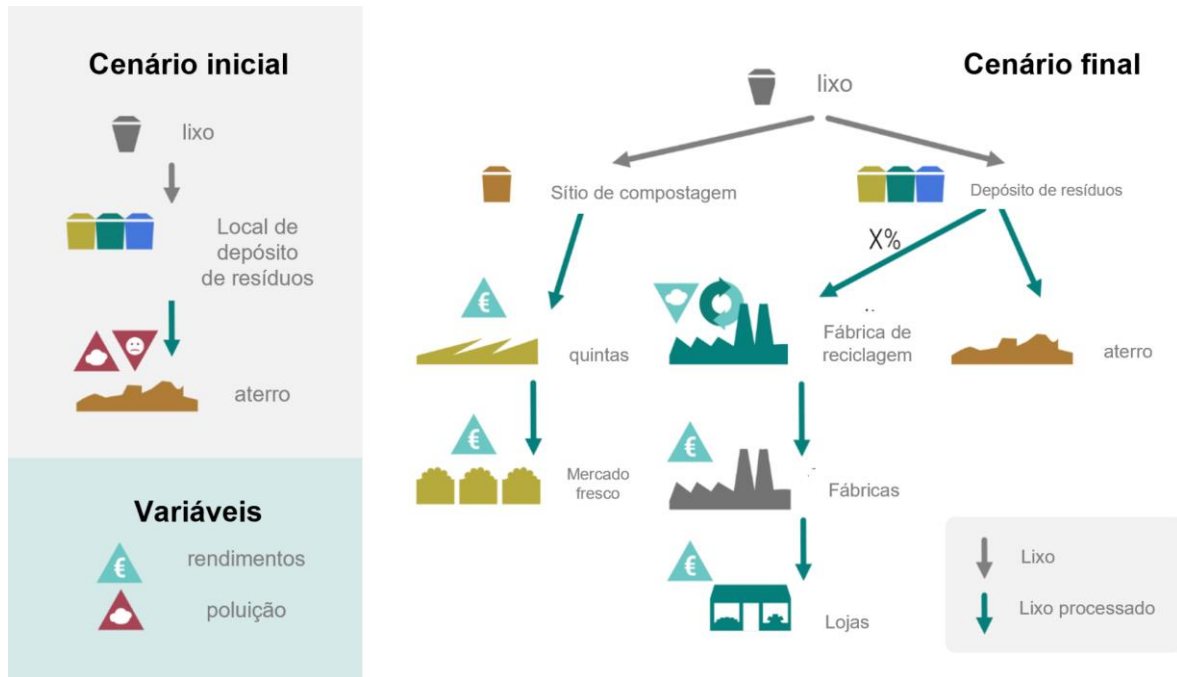 Cenário inicial
lixo
Local de
depósito
de resíduos
aterro
Variáveis
€
rendimentos
poluição
Cenário final
lixo
Sítio de compostagem
Depósito de resíduos
X%
€
quintas
Fábrica de
reciclagem
aterro
€
Mercado
fresco
€
Fábricas
€
Lojas
Lixo
Lixo processado